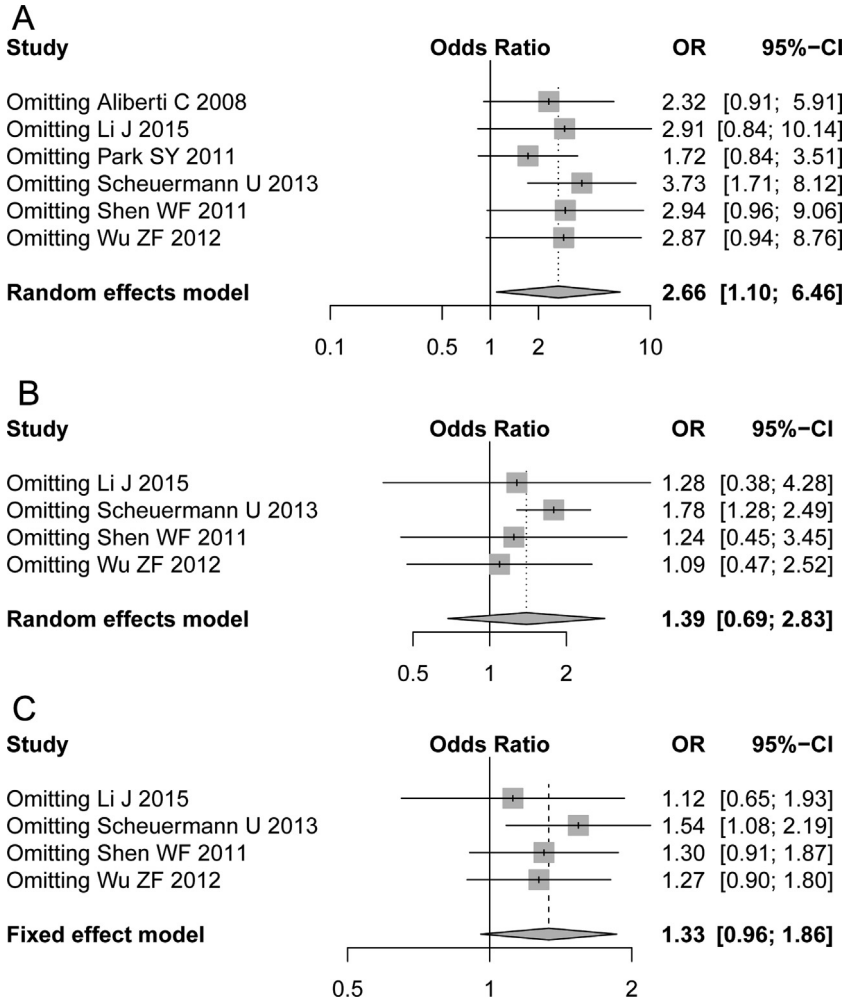 A
Study Odds Ratio OR 95%−CI
Omitting Aliberti C 2008 2.32 [0.91; 5.91]
Omitting Li J 2015 2.91 [0.84; 10.14]
Omitting Park SY 2011 1.72 [0.84; 3.51]
Omitting Scheuermann U 2013 3.73 [1.71; 8.12]
Omitting Shen WF 2011 2.94 [0.96; 9.06]
Omitting Wu ZF 2012 2.87 [0.94; 8.76]
Random effects model 2.66 [1.10; 6.46]
0.1 0.5 1 2 10
B
Study Odds Ratio OR 95%−CI
Omitting Li J 2015 1.28 [0.38; 4.28]
Omitting Scheuermann U 2013 1.78 [1.28; 2.49]
Omitting Shen WF 2011 1.24 [0.45; 3.45]
Omitting Wu ZF 2012 1.09 [0.47; 2.52]
Random effects model 1.39 [0.69; 2.83]
0.5 1 2
C
Study Odds Ratio OR 95%−CI
Omitting Li J 2015 1.12 [0.65; 1.93]
Omitting Scheuermann U 2013 1.54 [1.08; 2.19]
Omitting Shen WF 2011 1.30 [0.91; 1.87]
Omitting Wu ZF 2012 1.27 [0.90; 1.80]
Fixed effect model 1.33 [0.96; 1.86]
0.5 1 2